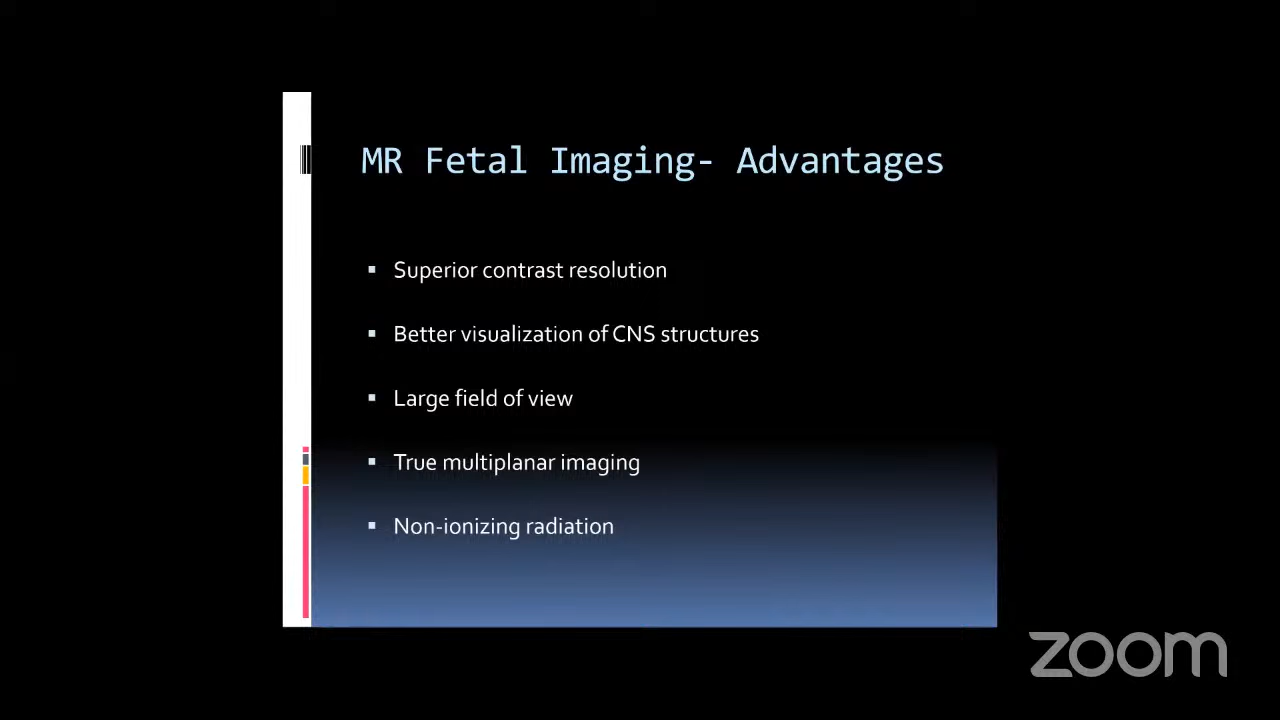 MR Fetal Imaging- Advantages
▪ Superior contrast resolution
▪ Better visualization of CNS structures
▪ Large field of view
▪ True multiplanar imaging
▪ Non-ionizing radiation
zoom